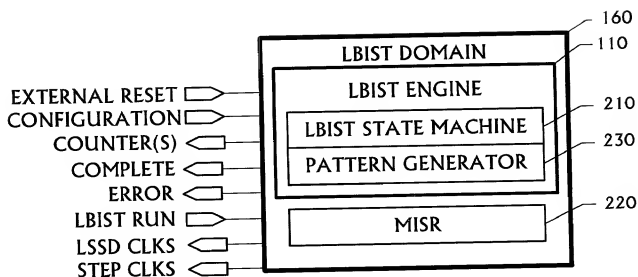 160
LBIST DOMAIN
110
LBIST ENGINE
EXTERNAL RESET
210
CONFIGURATION
LBIST STATE MACHINE
COUNTER(S)
230
COMPLETE
PATTERN GENERATOR
ERROR
220
LBIST RUN
MISR
LSSD CLKS
STEP CLKS